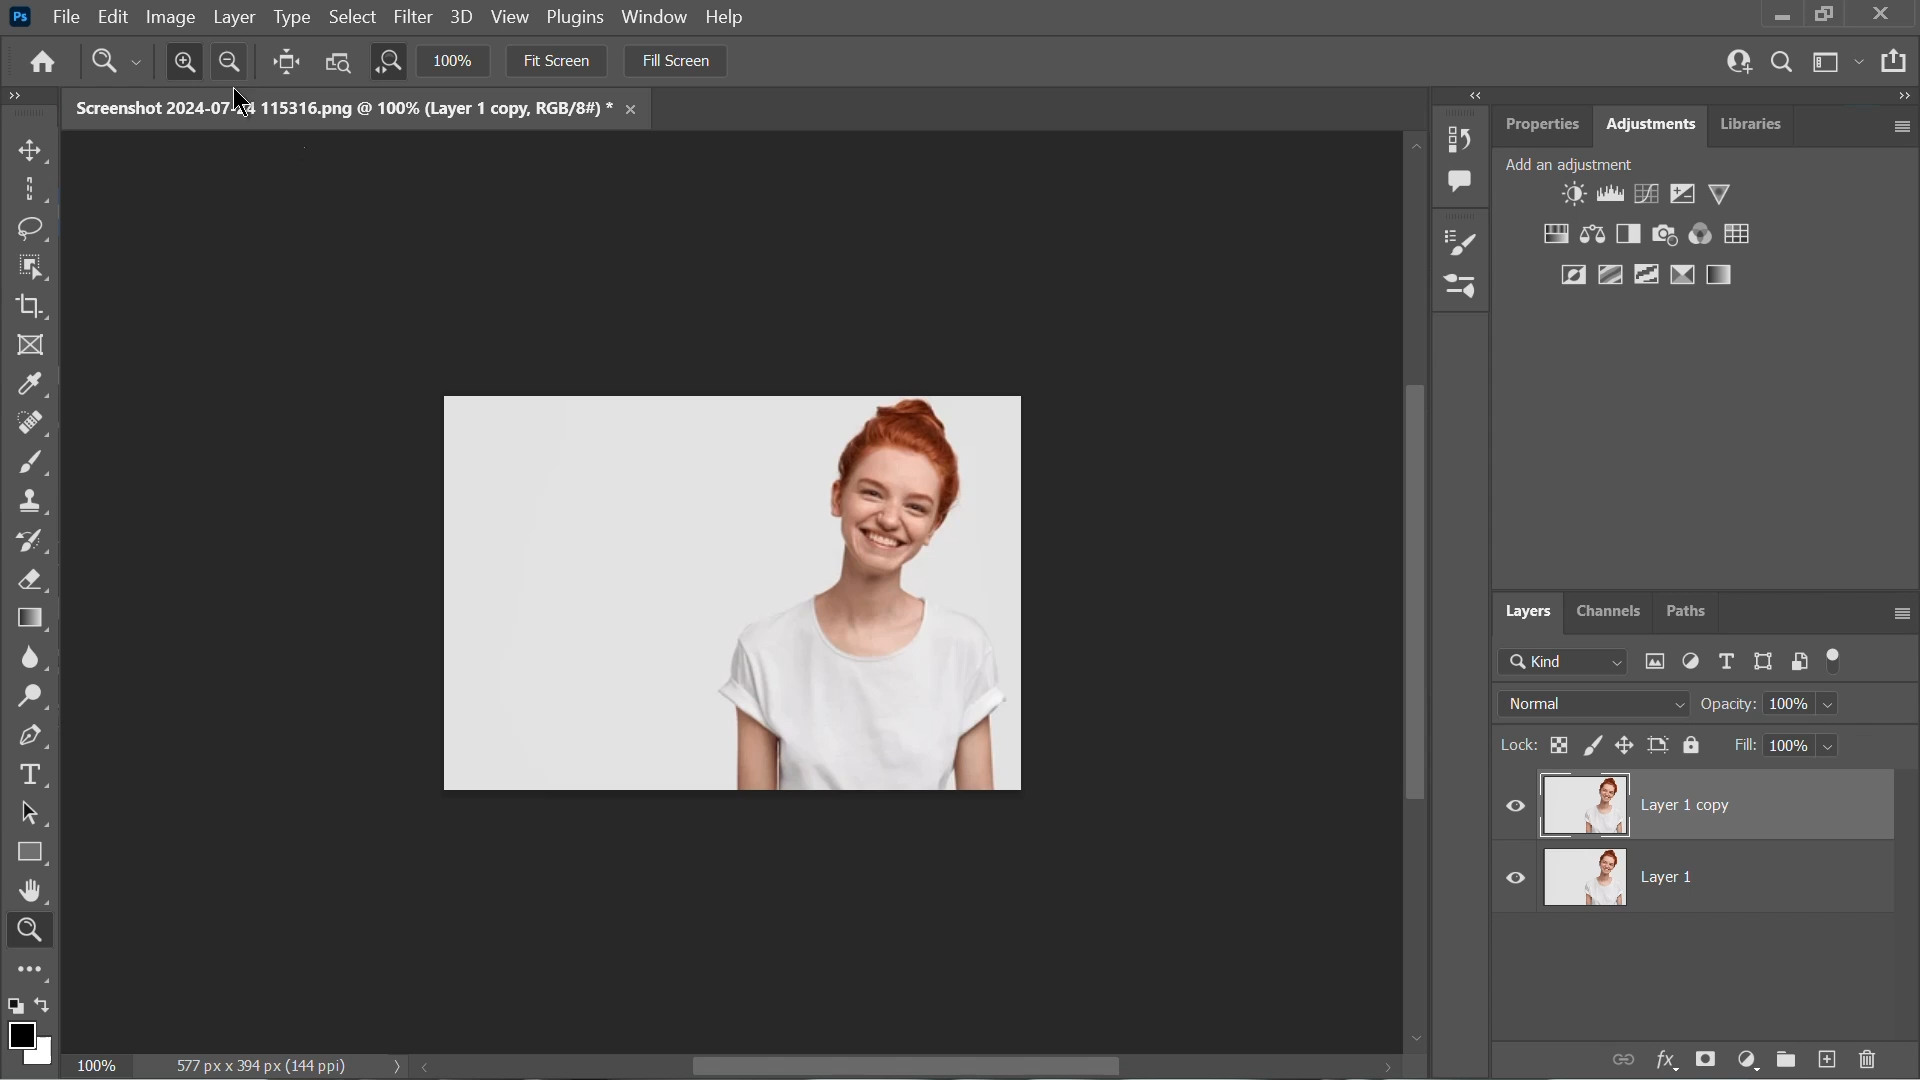 Ps File Edit Image Layer Type Select Filter 3D View Plugins Window Help
100% Fit Screen Fill Screen
Screenshot 2024-07- 4 115316.png @ 100% (Layer 1 copy, RGB/8#) *
Properties Adjustments Libraries
Add an adjustment
Layers Channels Paths
Kind
Normal Opacity: 100%
Lock: Fill: 100%
Layer 1 copy
Layer 1
100% 577 px x 394 px (144 ppi)